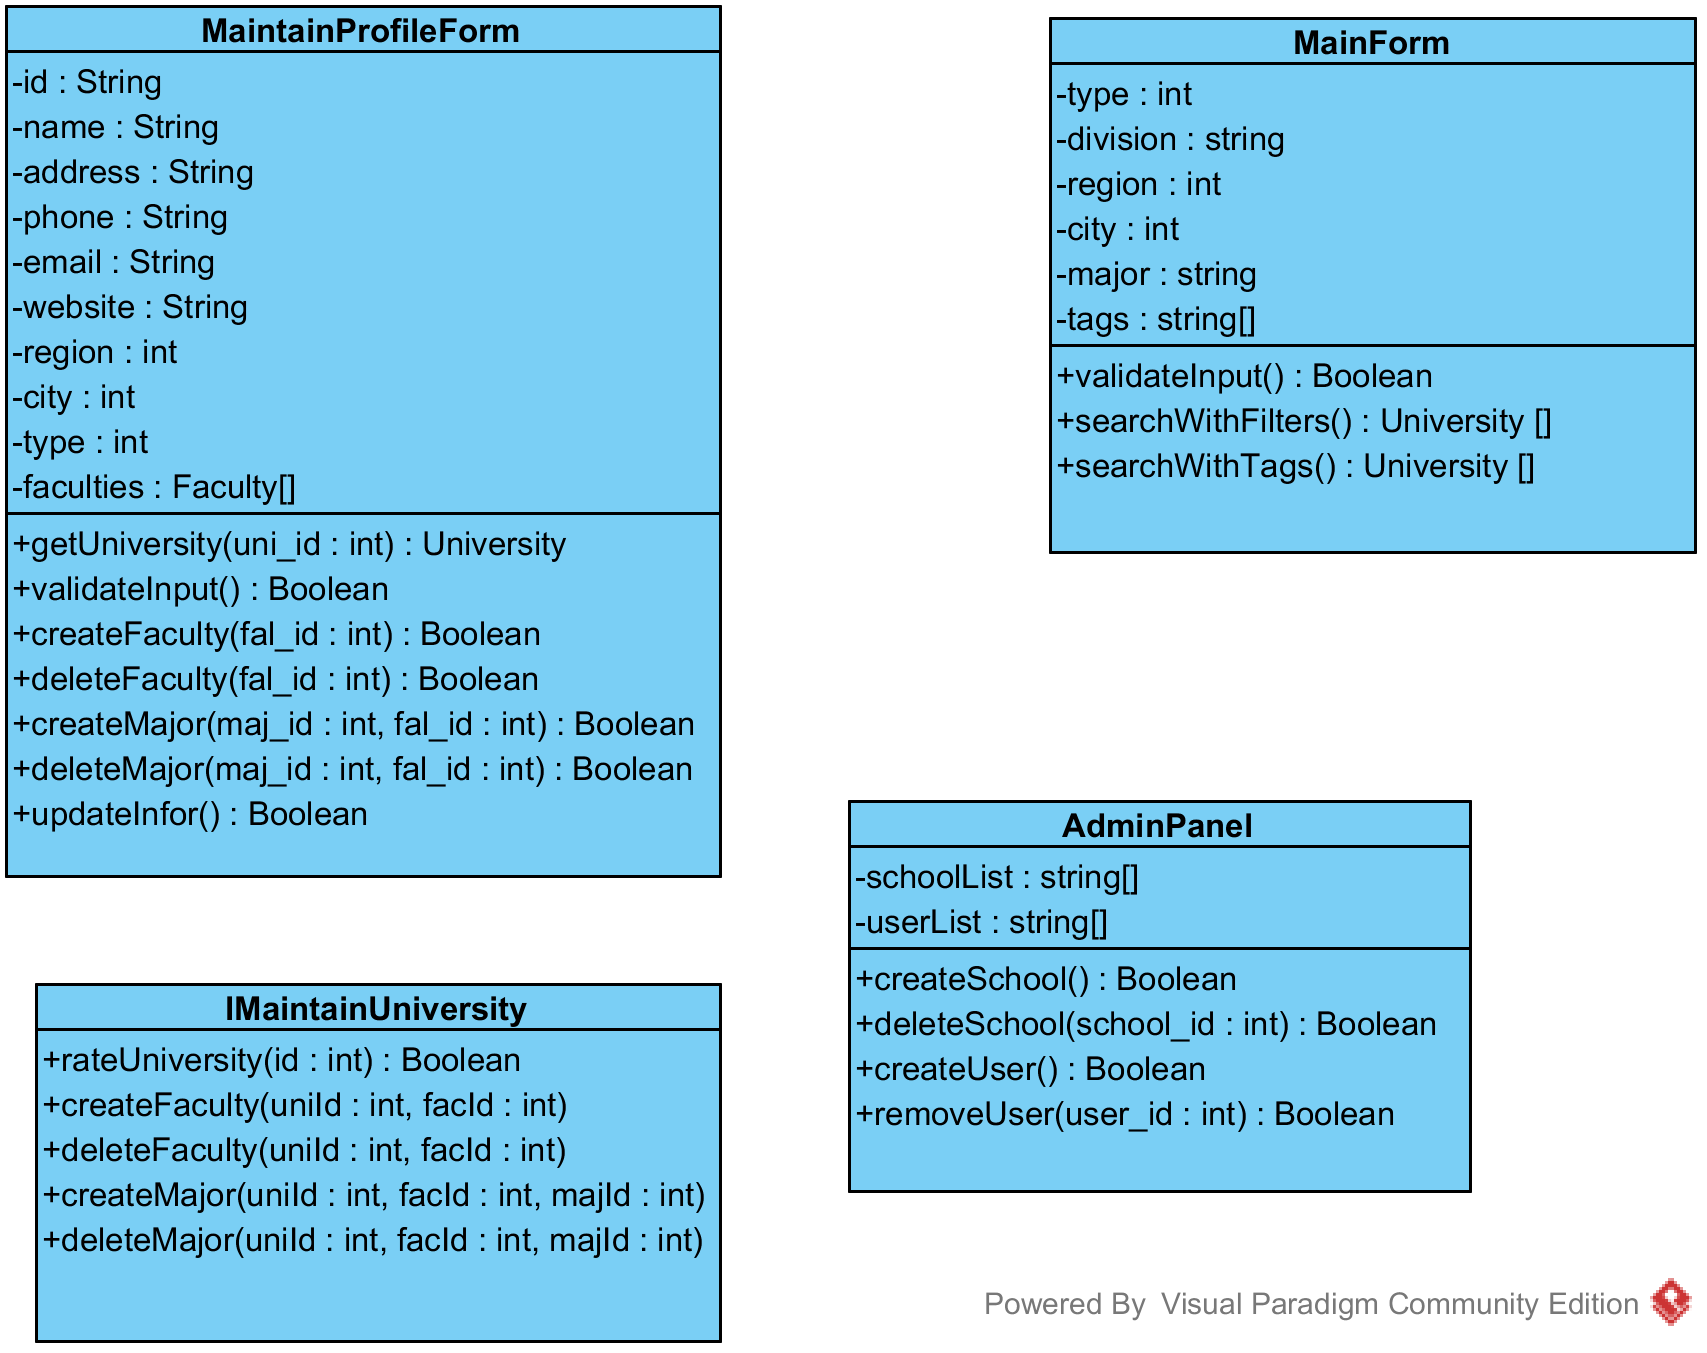 MaintainProfileForm
-id : String
-name : String
-address : String
-phone : String
-email : String
-website : String
-region : int
-city : int
-type : int
-faculties : Faculty[]
+getUniversity(uni_id : int) : University
+validateInput() : Boolean
+createFaculty(fal_id : int) : Boolean
+deleteFaculty(fal_id : int) : Boolean
+createMajor(maj_id : int, fal_id : int) : Boolean
+deleteMajor(maj_id : int, fal_id : int) : Boolean
+updateInfor() : Boolean
MainForm
-type : int
-division : string
-region : int
-city : int
-major : string
-tags : string[]
+validateInput() : Boolean
+searchWithFilters() : University []
+searchWithTags() : University []
IMaintainUniversity
+rateUniversity(id : int) : Boolean
+createFaculty(uniId : int, facId : int)
+deleteFaculty(uniId : int, facId : int)
+createMajor(uniId : int, facId : int, majId : int)
+deleteMajor(uniId : int, facId : int, majId : int)
AdminPanel
-schoolList : string[]
-userList : string[]
+createSchool() : Boolean
+deleteSchool(school_id : int) : Boolean
+createUser() : Boolean
+removeUser(user_id : int) : Boolean
Powered By Visual Paradigm Community Edition